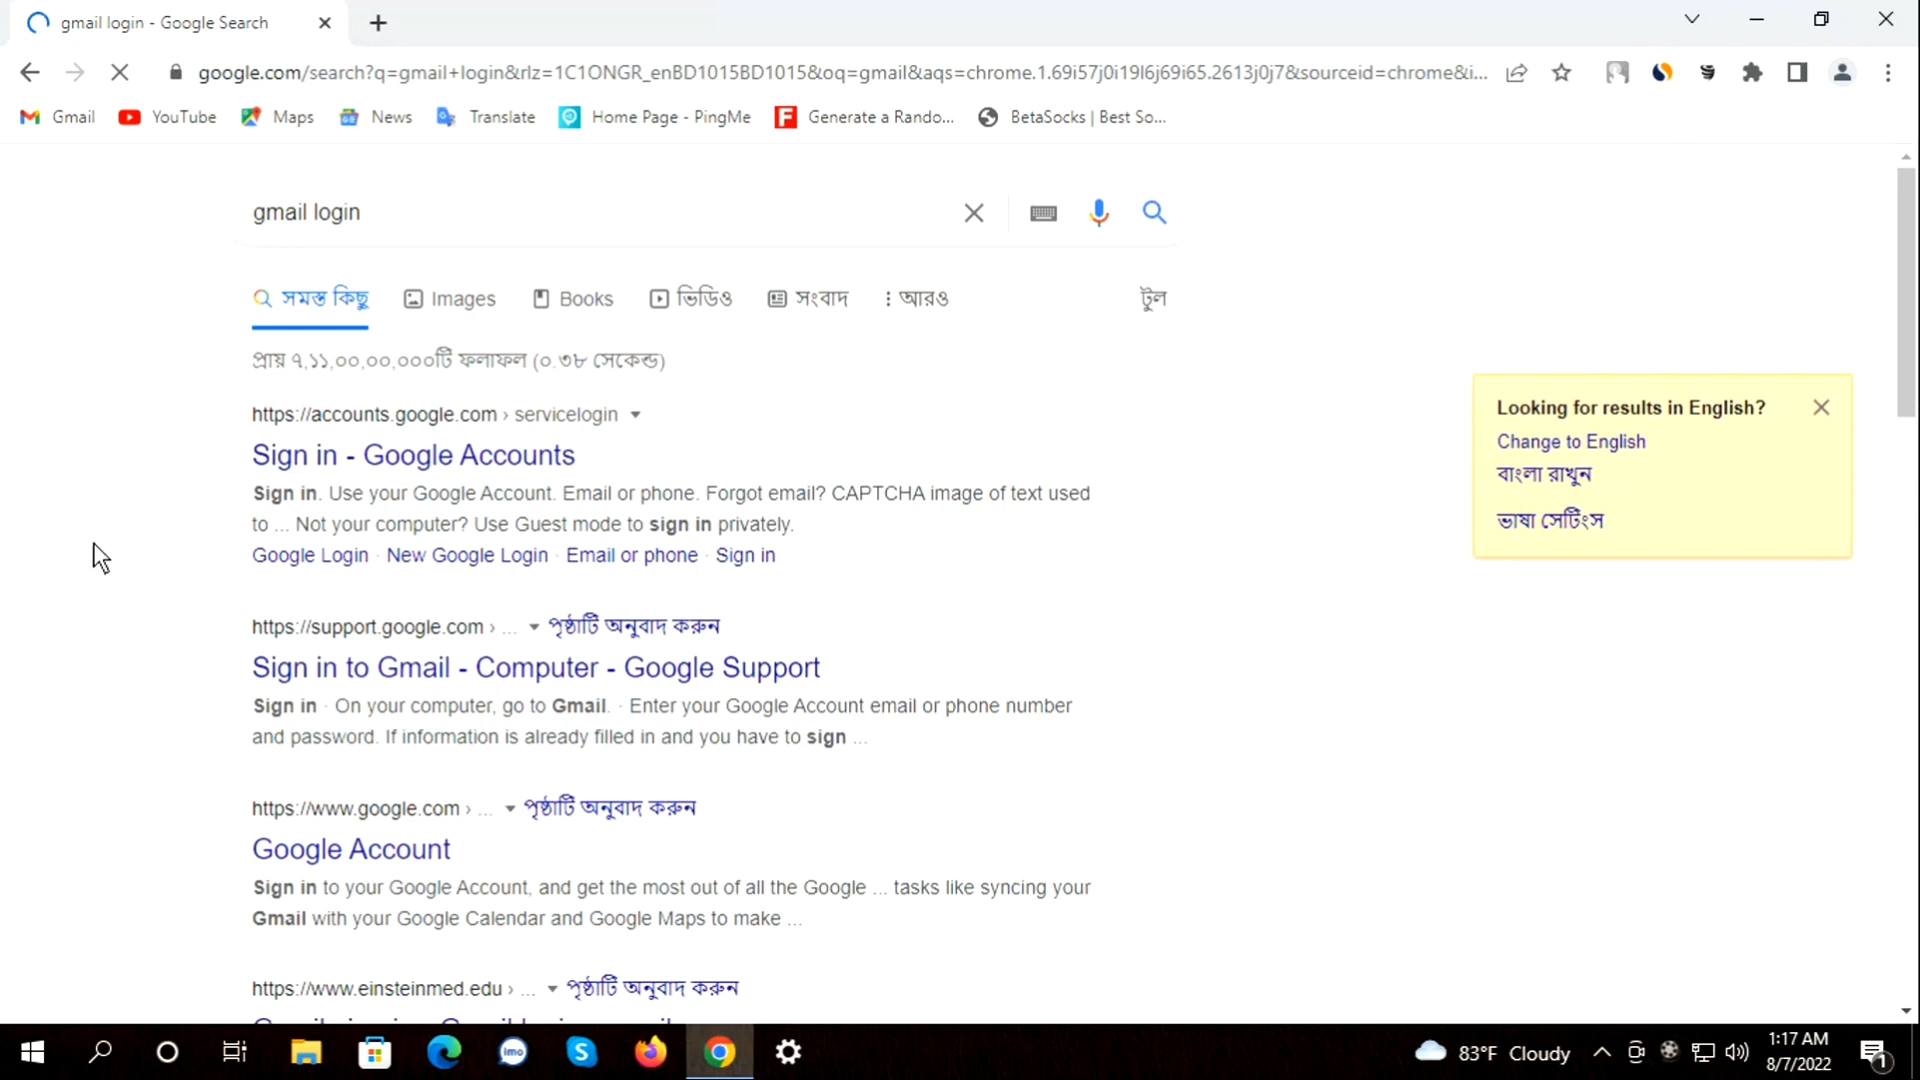 gmail login - Google Search
google.com/search?q=gmail+login&rlz=1C1ONGR_enBD1015BD1015&oq=gmail&aqs=chrome.1.69i57j0i19l6j69i65.2613j0j7&sourceid=chrome&i...
Gmail YouTube Maps News Translate Home Page - PingMe Generate a Rando... BetaSocks | Best So...
gmail login
সমস্ত কিছু Images Books ভিডিও সংবাদ আরও টুল
প্রায় ৭,১১,০০,০০,০০০টি ফলাফল (০.৩৮ সেকেন্ড)
https://accounts.google.com › servicelogin
Sign in - Google Accounts
Sign in. Use your Google Account. Email or phone. Forgot email? CAPTCHA image of text used
to ... Not your computer? Use Guest mode to sign in privately.
Google Login · New Google Login · Email or phone · Sign in
Looking for results in English?
Change to English
বাংলা রাখুন
ভাষা সেটিংস
https://support.google.com › ... পৃষ্ঠাটি অনুবাদ করুন
Sign in to Gmail - Computer - Google Support
Sign in · On your computer, go to Gmail. · Enter your Google Account email or phone number
and password. If information is already filled in and you have to sign ...
https://www.google.com › ... পৃষ্ঠাটি অনুবাদ করুন
Google Account
Sign in to your Google Account, and get the most out of all the Google ... tasks like syncing your
Gmail with your Google Calendar and Google Maps to make ...
https://www.einsteinmed.edu › ... পৃষ্ঠাটি অনুবাদ করুন
imo
83°F Cloudy
1:17 AM
8/7/2022
1